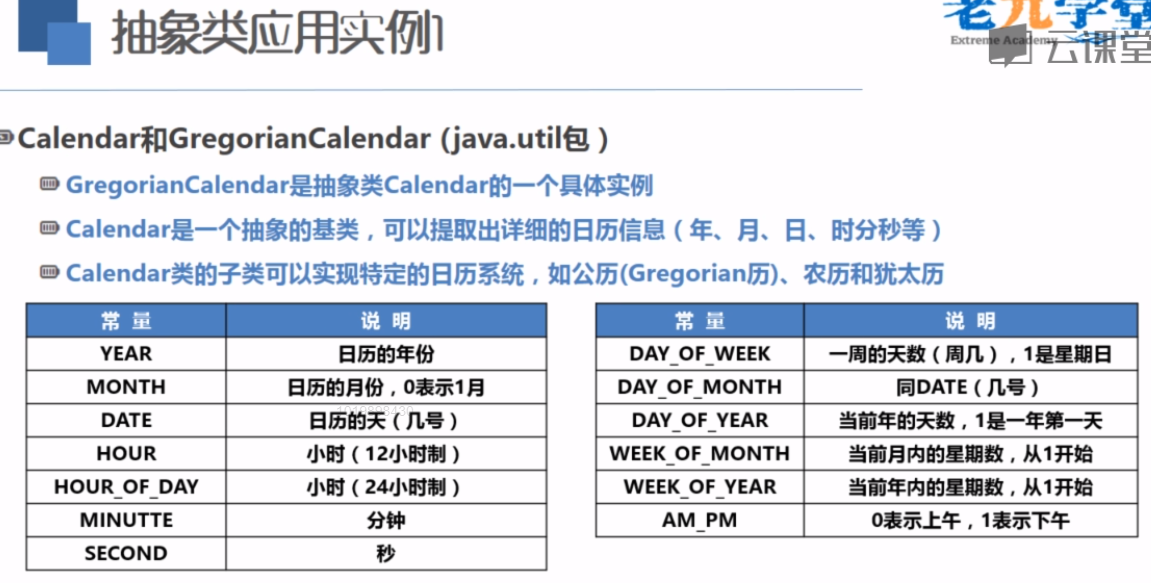 抽象类应用实例1
老九学堂
Extreme Academy
云课堂
Calendar和GregorianCalendar（java.util包）
GregorianCalendar是抽象类Calendar的一个具体实例
Calendar是一个抽象的基类，可以提取出详细的日历信息（年、月、日、时分秒等）
Calendar类的子类可以实现特定的日历系统，如公历(Gregorian历)、农历和犹太历
常 量 说 明
YEAR 日历的年份
MONTH 日历的月份，0表示1月
DATE 日历的天（几号）
HOUR 小时（12小时制）
HOUR_OF_DAY 小时（24小时制）
MINUTTE 分钟
SECOND 秒
常 量 说 明
DAY_OF_WEEK 一周的天数（周几），1是星期日
DAY_OF_MONTH 同DATE（几号）
DAY_OF_YEAR 当前年的天数，1是一年第一天
WEEK_OF_MONTH 当前月内的星期数，从1开始
WEEK_OF_YEAR 当前年内的星期数，从1开始
AM_PM 0表示上午，1表示下午